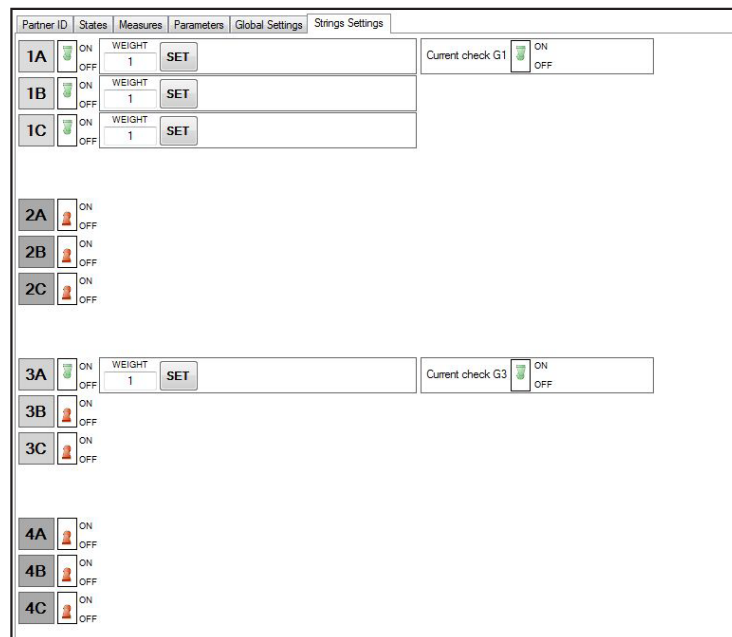 Partner ID States Measures Parameters Global Settings Strings Settings
1A ON OFF WEIGHT 1 SET Current check G1 ON OFF
1B ON OFF WEIGHT 1 SET
1C ON OFF WEIGHT 1 SET
2A ON OFF
2B ON OFF
2C ON OFF
3A ON OFF WEIGHT 1 SET Current check G3 ON OFF
3B ON OFF
3C ON OFF
4A ON OFF
4B ON OFF
4C ON OFF